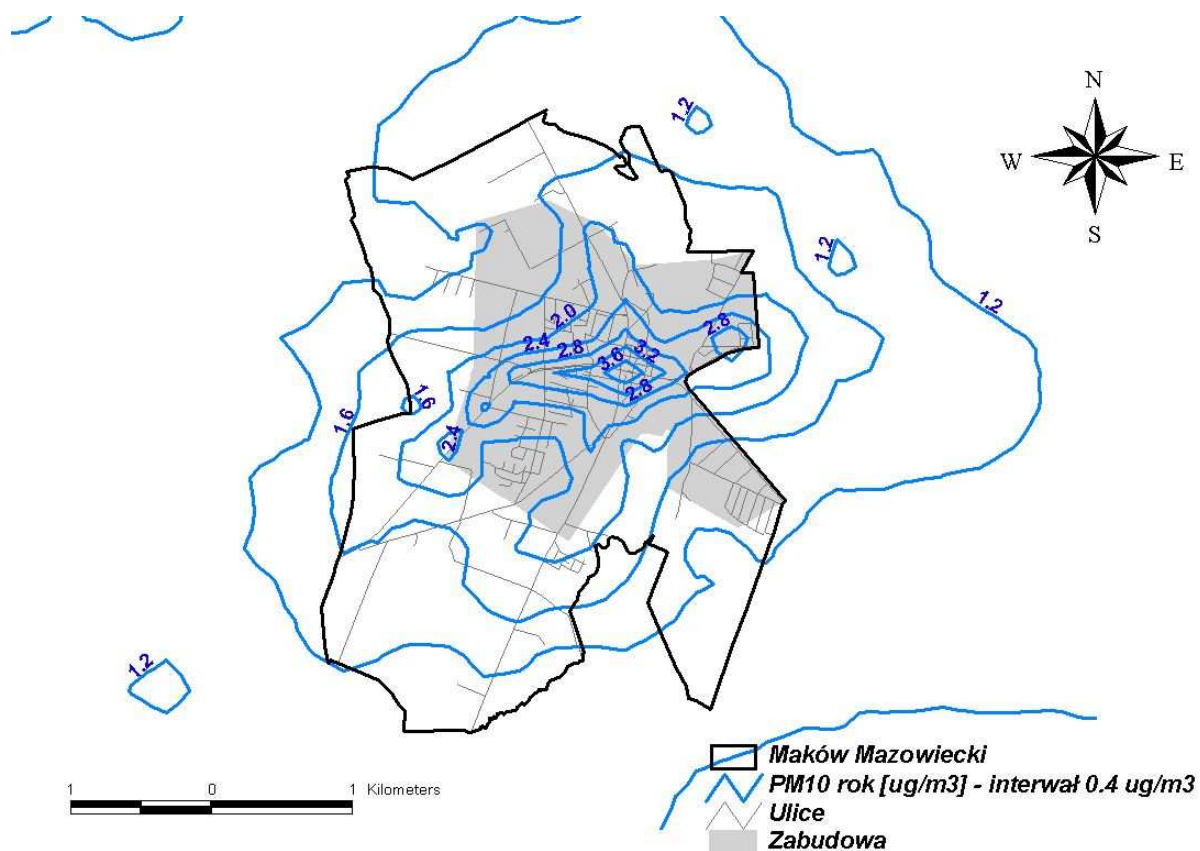 N
W E
S
1.2
1.2
1.2
2.0
2.4
2.8
2.8
3.6
3.2
2.8
1.6
1.6
2.4
1.2
1 0 1 Kilometers
Maków Mazowiecki
PM10 rok [ug/m3] - interwał 0.4 ug/m3
Ulice
Zabudowa